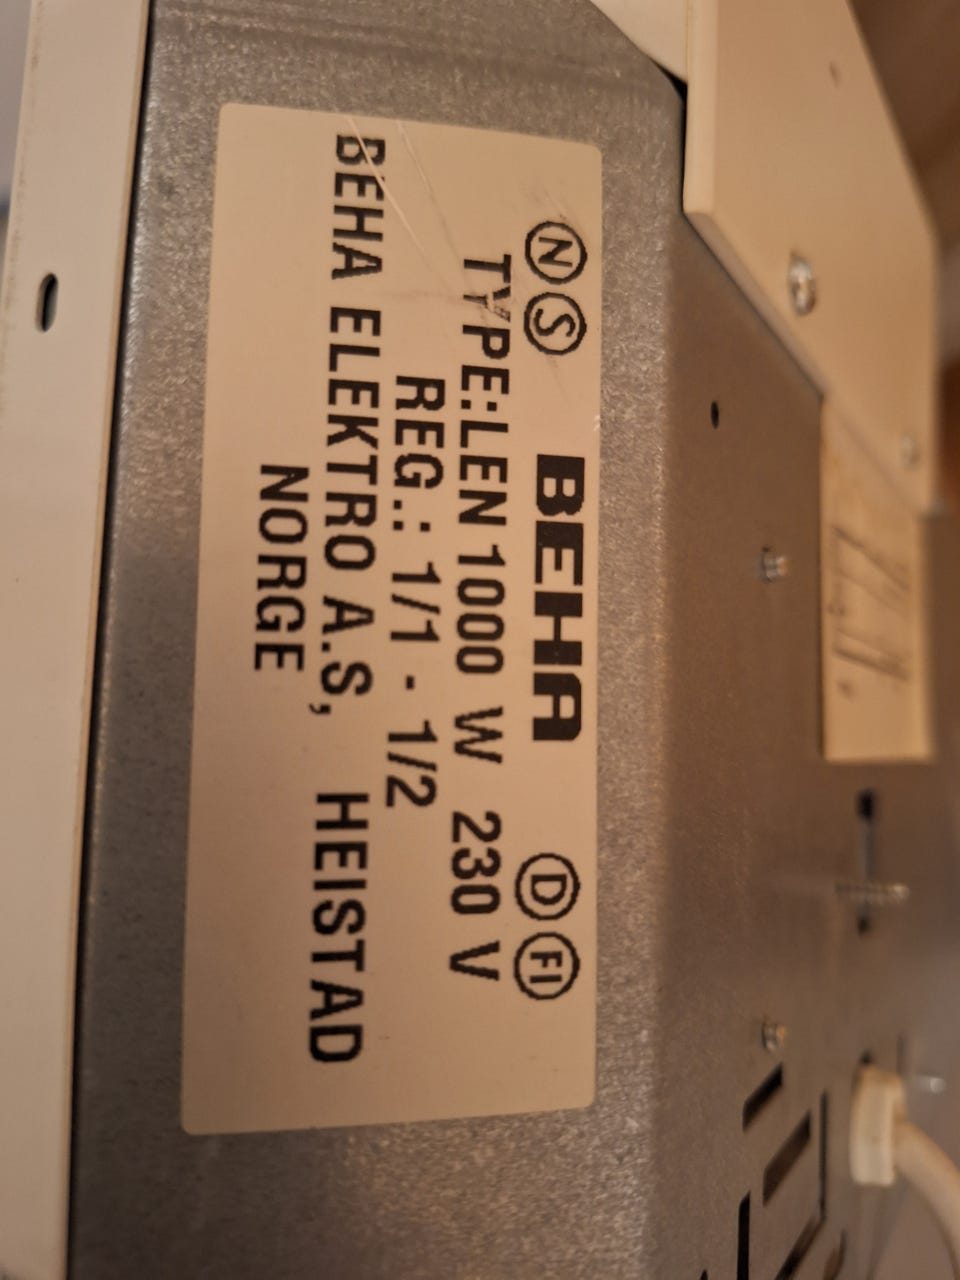 N S BEHA D FI
TYPE:LEN 1000 W 230 V
REG.: 1/1 - 1/2
BEHA ELEKTRO A.S, HEISTAD
NORGE